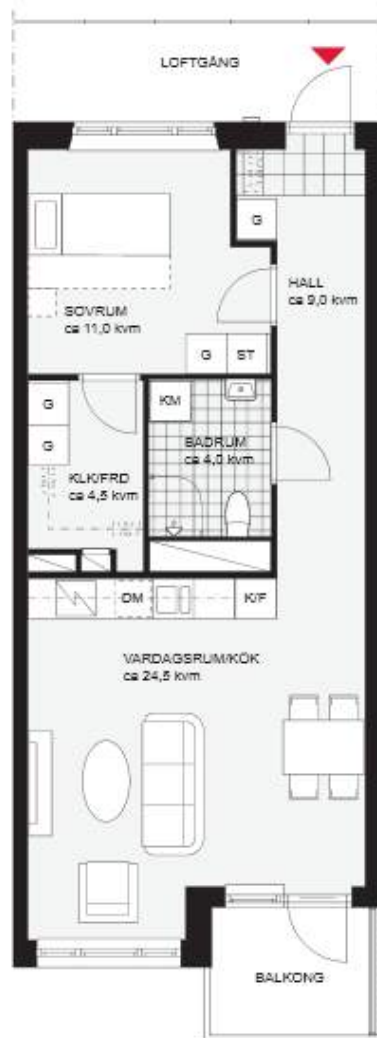 LOFTGÅNG
G
HALL
ca 9,0 kvm
SOVRUM
ca 11,0 kvm
G
ST
G
KM
G
BADRUM
ca 4,0 kvm
KLK/FRD
ca 4,5 kvm
DM
K/F
VARDAGSRUM/KÖK
ca 24,5 kvm
BALKONG